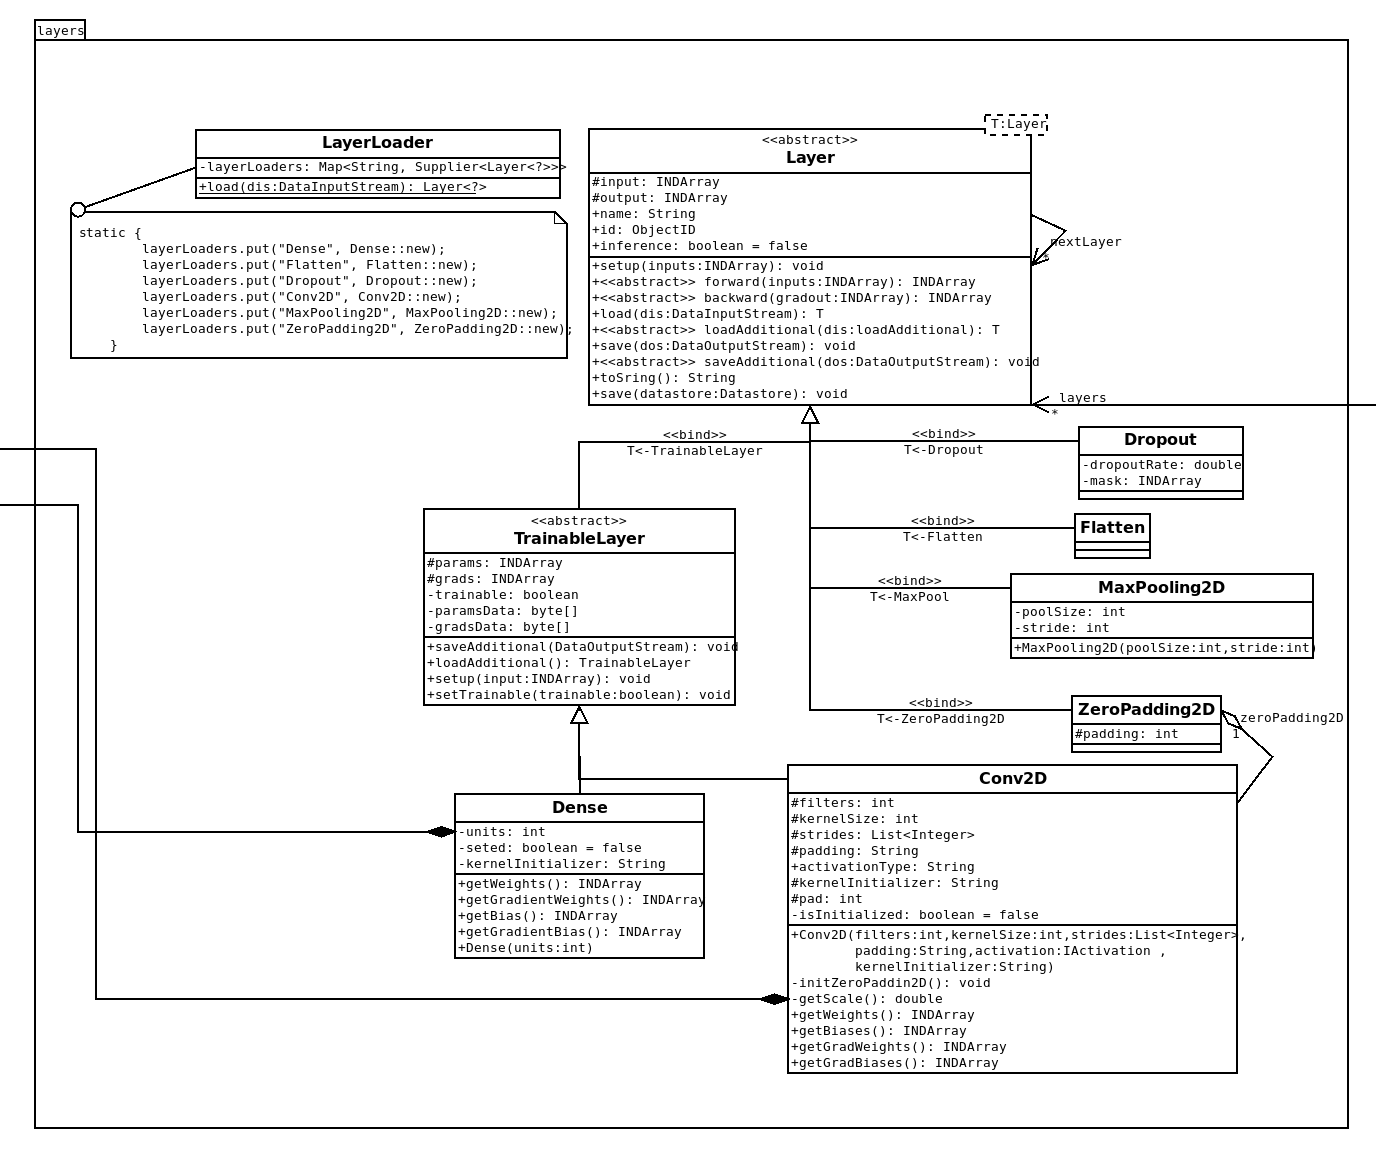 layers
LayerLoader
-layerLoaders: Map<String, Supplier<Layer<?>>>
+load(dis:DataInputStream): Layer<?>
static {
layerLoaders.put("Dense", Dense::new);
layerLoaders.put("Flatten", Flatten::new);
layerLoaders.put("Dropout", Dropout::new);
layerLoaders.put("Conv2D", Conv2D::new);
layerLoaders.put("MaxPooling2D", MaxPooling2D::new);
layerLoaders.put("ZeroPadding2D", ZeroPadding2D::new);
}
T:Layer
<<abstract>>
Layer
#input: INDArray
#output: INDArray
+name: String
+id: ObjectID
+inference: boolean = false
+setup(inputs:INDArray): void
+<<abstract>> forward(inputs:INDArray): INDArray
+<<abstract>> backward(gradout:INDArray): INDArray
+load(dis:DataInputStream): T
+<<abstract>> loadAdditional(dis:loadAdditional): T
+save(dos:DataOutputStream): void
+<<abstract>> saveAdditional(dos:DataOutputStream): void
+toSring(): String
+save(datastore:Datastore): void
nextLayer
*
layers
*
<<bind>>
T<-TrainableLayer
<<bind>>
T<-Dropout
Dropout
-dropoutRate: double
-mask: INDArray
<<bind>>
T<-Flatten
Flatten
<<bind>>
T<-MaxPool
MaxPooling2D
-poolSize: int
-stride: int
+MaxPooling2D(poolSize:int,stride:int)
<<bind>>
T<-ZeroPadding2D
ZeroPadding2D
#padding: int
zeroPadding2D
1
<<abstract>>
TrainableLayer
#params: INDArray
#grads: INDArray
-trainable: boolean
-paramsData: byte[]
-gradsData: byte[]
+saveAdditional(DataOutputStream): void
+loadAdditional(): TrainableLayer
+setup(input:INDArray): void
+setTrainable(trainable:boolean): void
Dense
-units: int
-seted: boolean = false
-kernelInitializer: String
+getWeights(): INDArray
+getGradientWeights(): INDArray
+getBias(): INDArray
+getGradientBias(): INDArray
+Dense(units:int)
Conv2D
#filters: int
#kernelSize: int
#strides: List<Integer>
#padding: String
+activationType: String
#kernelInitializer: String
#pad: int
-isInitialized: boolean = false
+Conv2D(filters:int,kernelSize:int,strides:List<Integer>,
padding:String,activation:IActivation ,
kernelInitializer:String)
-initZeroPaddin2D(): void
-getScale(): double
+getWeights(): INDArray
+getBiases(): INDArray
+getGradWeights(): INDArray
+getGradBiases(): INDArray